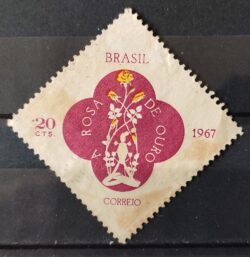 BRASIL
A ROSA DE OURO
20
CTS.
1967
CORREIO